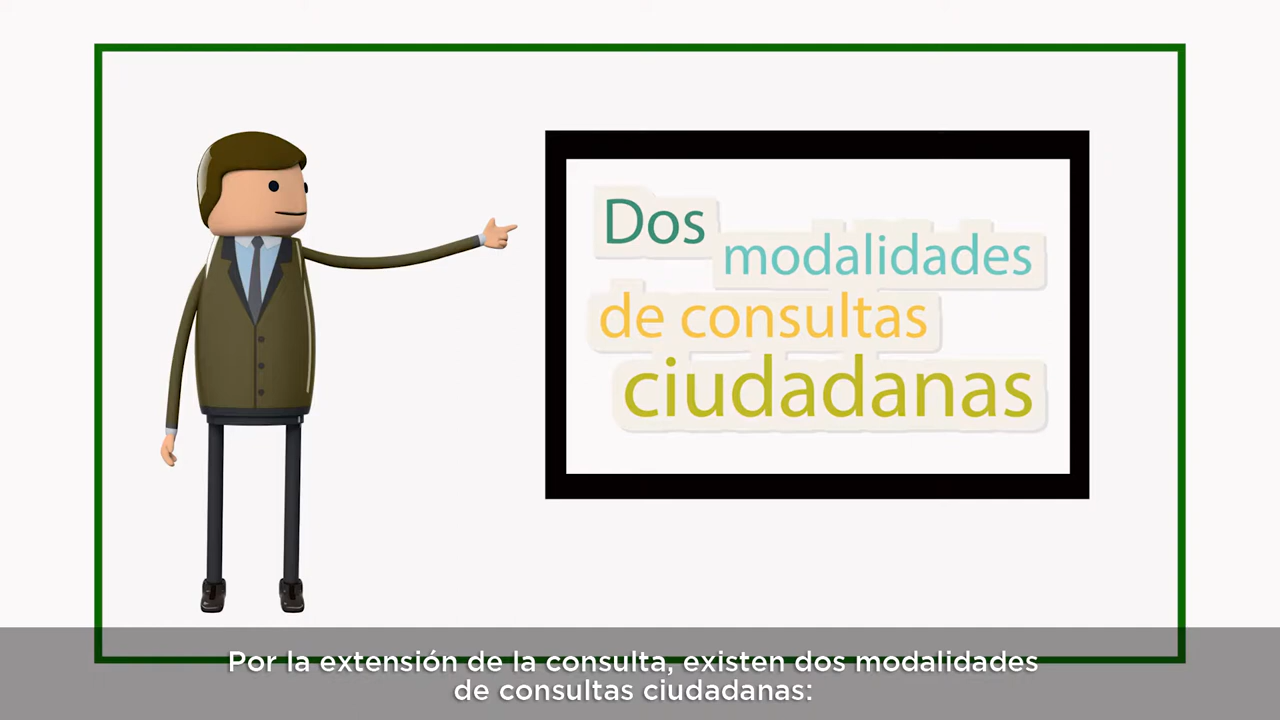 Dos
modalidades
de consultas
ciudadanas
Por la extensión de la consulta, existen dos modalidades
de consultas ciudadanas: